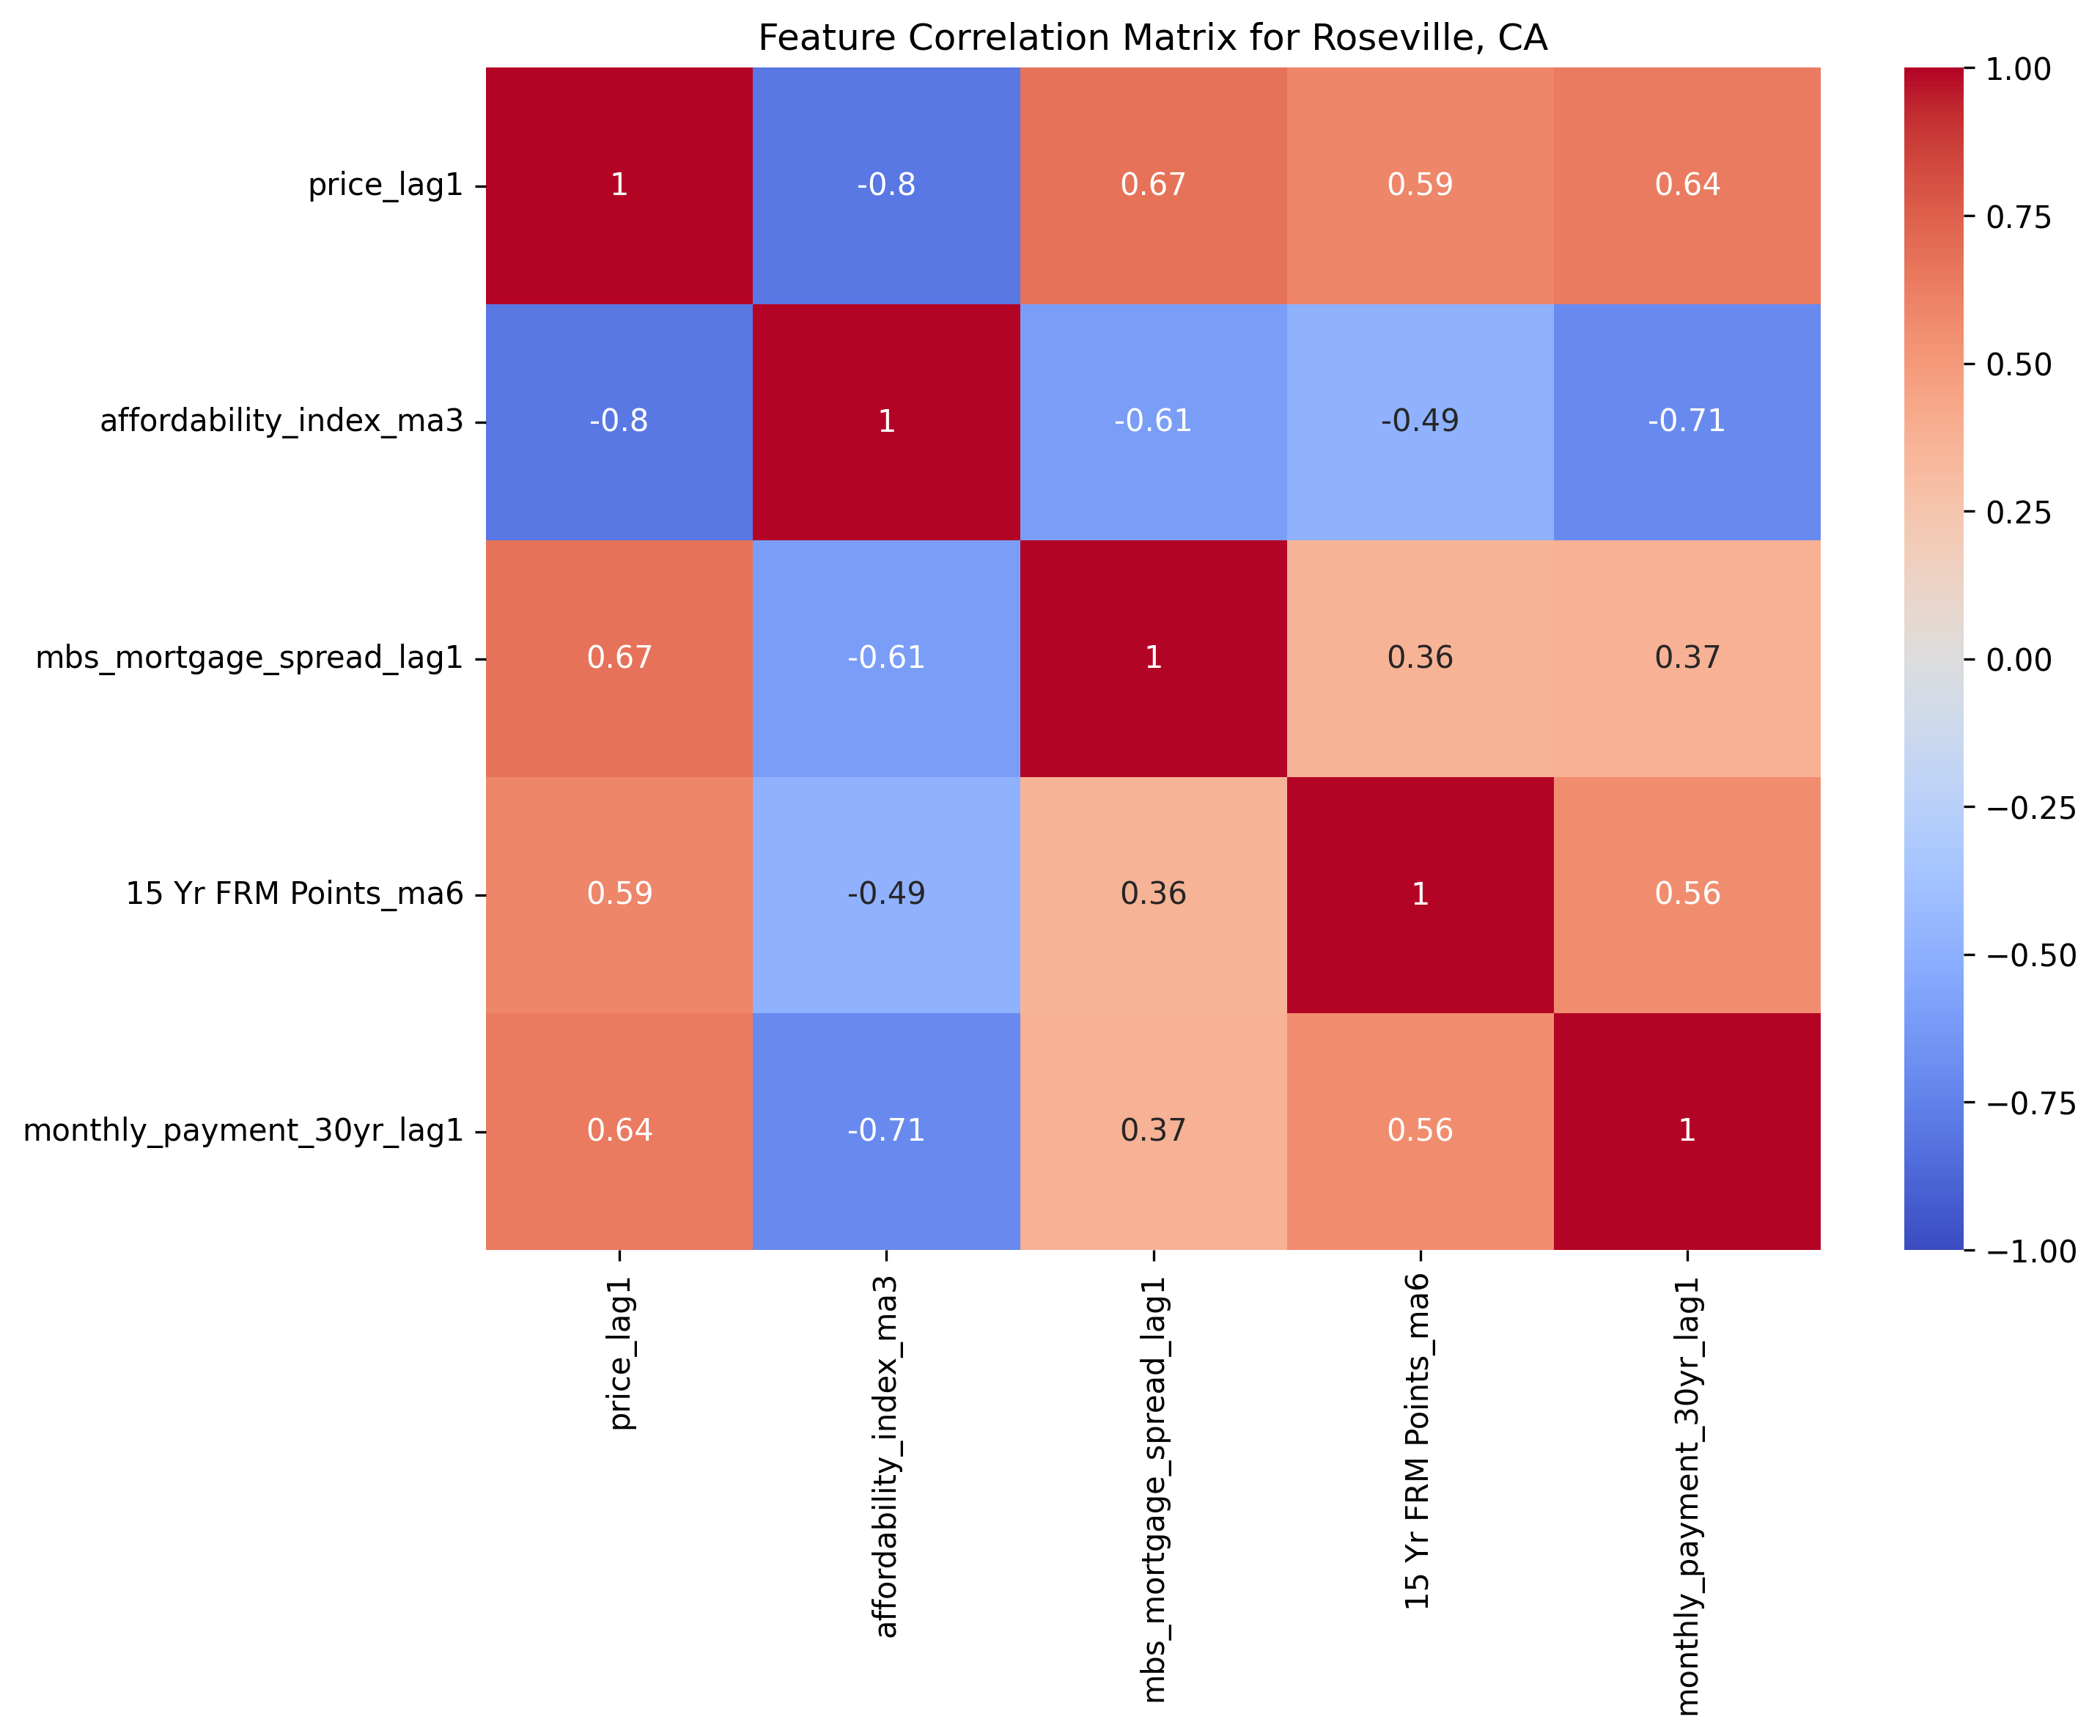 Feature Correlation Matrix for Roseville, CA
price_lag1 1 -0.8 0.67 0.59 0.64
affordability_index_ma3 -0.8 1 -0.61 -0.49 -0.71
mbs_mortgage_spread_lag1 0.67 -0.61 1 0.36 0.37
15 Yr FRM Points_ma6 0.59 -0.49 0.36 1 0.56
monthly_payment_30yr_lag1 0.64 -0.71 0.37 0.56 1
price_lag1
affordability_index_ma3
mbs_mortgage_spread_lag1
15 Yr FRM Points_ma6
monthly_payment_30yr_lag1
1.00
0.75
0.50
0.25
0.00
−0.25
−0.50
−0.75
−1.00